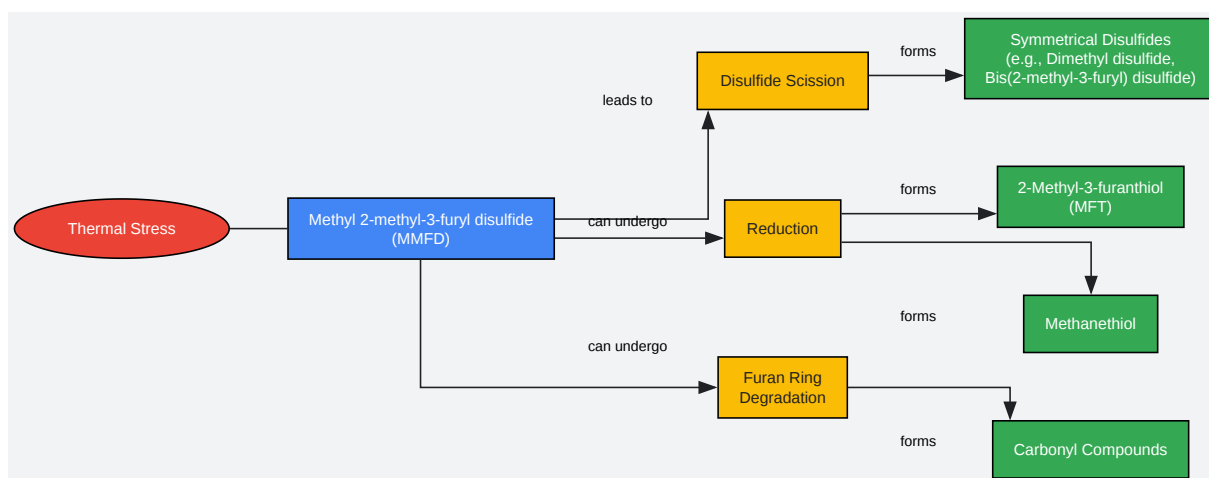 Thermal Stress
Methyl 2-methyl-3-furyl disulfide
(MMFD)
leads to
can undergo
can undergo
Disulfide Scission
Reduction
Furan Ring
Degradation
forms
forms
forms
forms
Symmetrical Disulfides
(e.g., Dimethyl disulfide,
Bis(2-methyl-3-furyl) disulfide)
2-Methyl-3-furanthiol
(MFT)
Methanethiol
Carbonyl Compounds